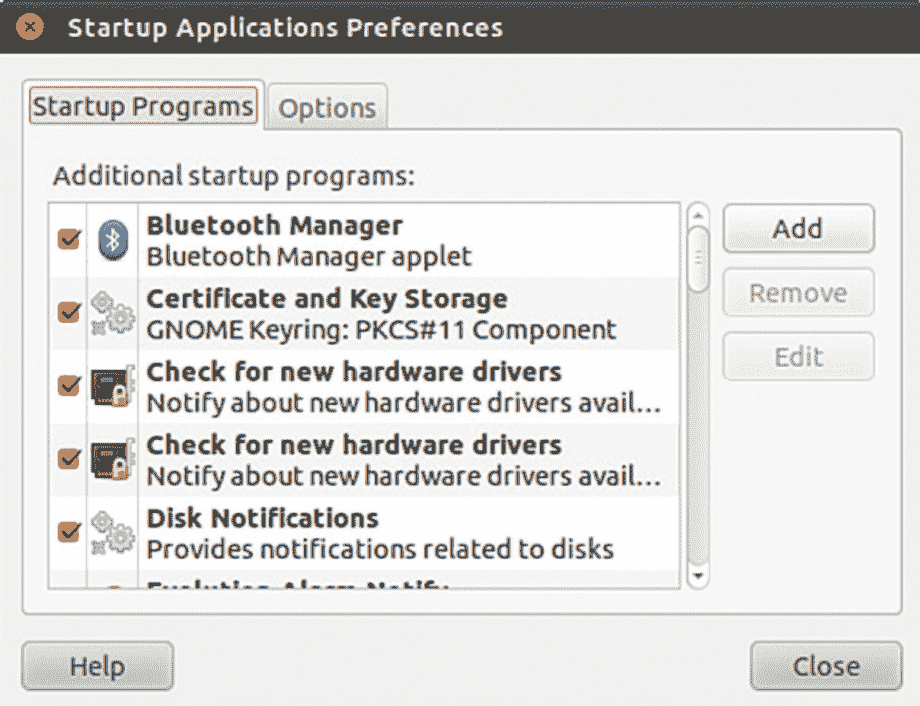 Startup Applications Preferences
Startup Programs
Options
Additional startup programs:
Bluetooth Manager
Bluetooth Manager applet
Certificate and Key Storage
GNOME Keyring: PKCS#11 Component
Check for new hardware drivers
Notify about new hardware drivers avail...
Check for new hardware drivers
Notify about new hardware drivers avail...
Disk Notifications
Provides notifications related to disks
Evolution Alarm Notify
Add
Remove
Edit
Help
Close